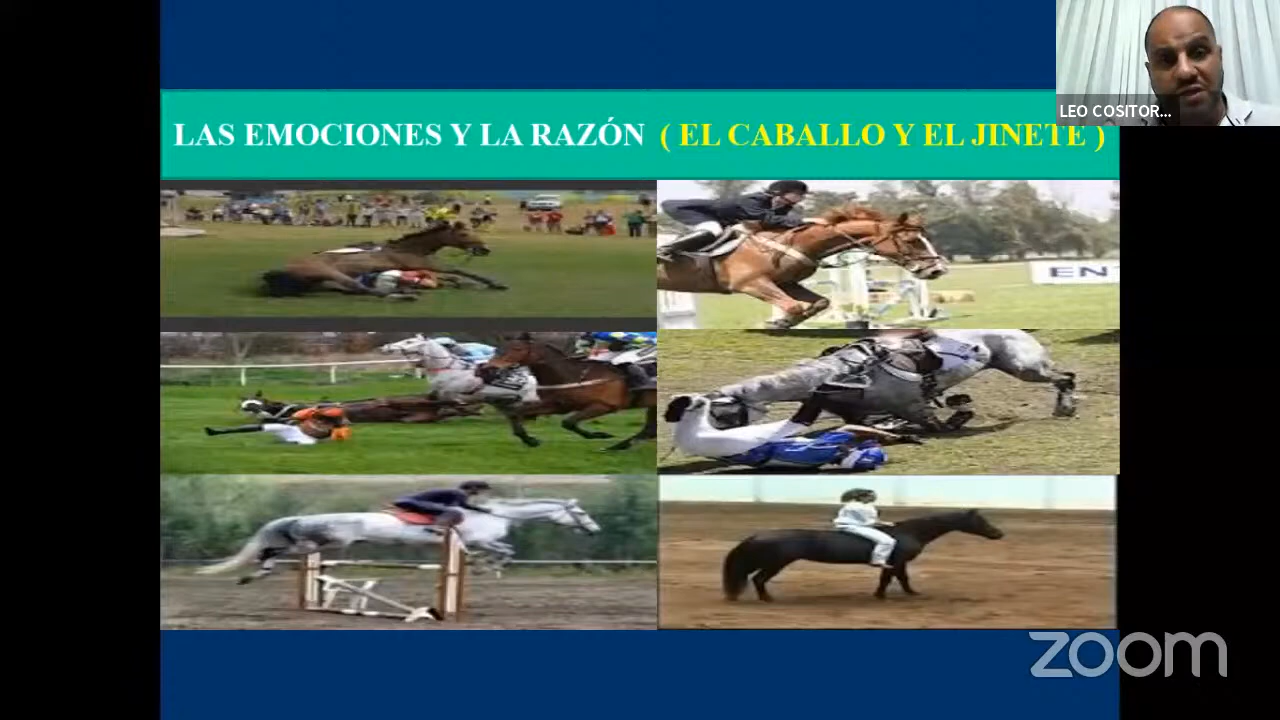 LEO COSITOR...
LAS EMOCIONES Y LA RAZÓN ( EL CABALLO Y EL JINETE )
ENT
zoom